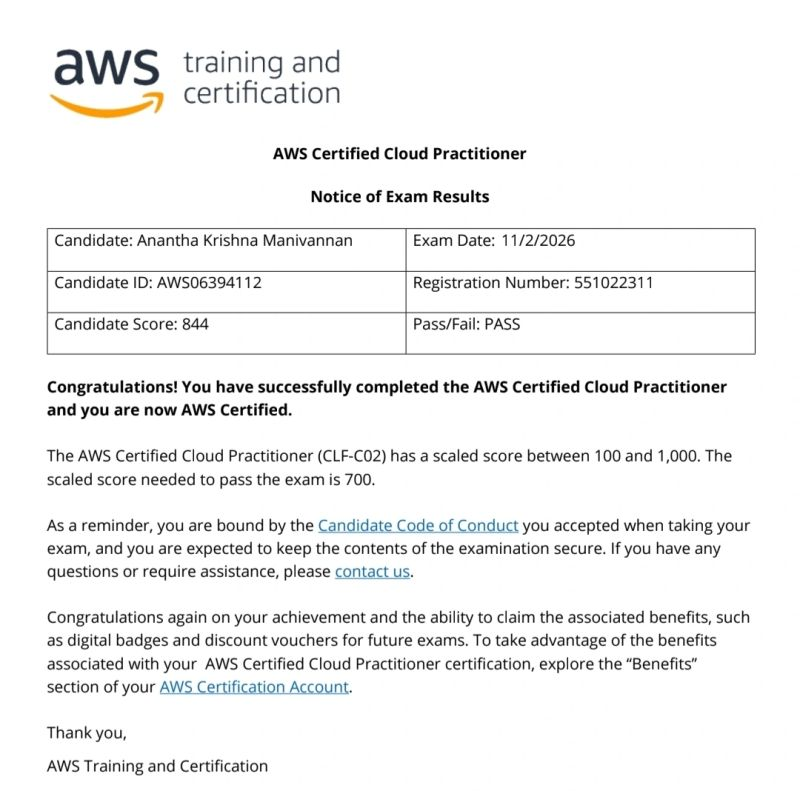 aws training and
certification
AWS Certified Cloud Practitioner
Notice of Exam Results
Candidate: Anantha Krishna Manivannan
Exam Date: 11/2/2026
Candidate ID: AWS06394112
Registration Number: 551022311
Candidate Score: 844
Pass/Fail: PASS
Congratulations! You have successfully completed the AWS Certified Cloud Practitioner
and you are now AWS Certified.
The AWS Certified Cloud Practitioner (CLF-C02) has a scaled score between 100 and 1,000. The
scaled score needed to pass the exam is 700.
As a reminder, you are bound by the Candidate Code of Conduct you accepted when taking your
exam, and you are expected to keep the contents of the examination secure. If you have any
questions or require assistance, please contact us.
Congratulations again on your achievement and the ability to claim the associated benefits, such
as digital badges and discount vouchers for future exams. To take advantage of the benefits
associated with your  AWS Certified Cloud Practitioner certification, explore the “Benefits”
section of your AWS Certification Account.
Thank you,
AWS Training and Certification